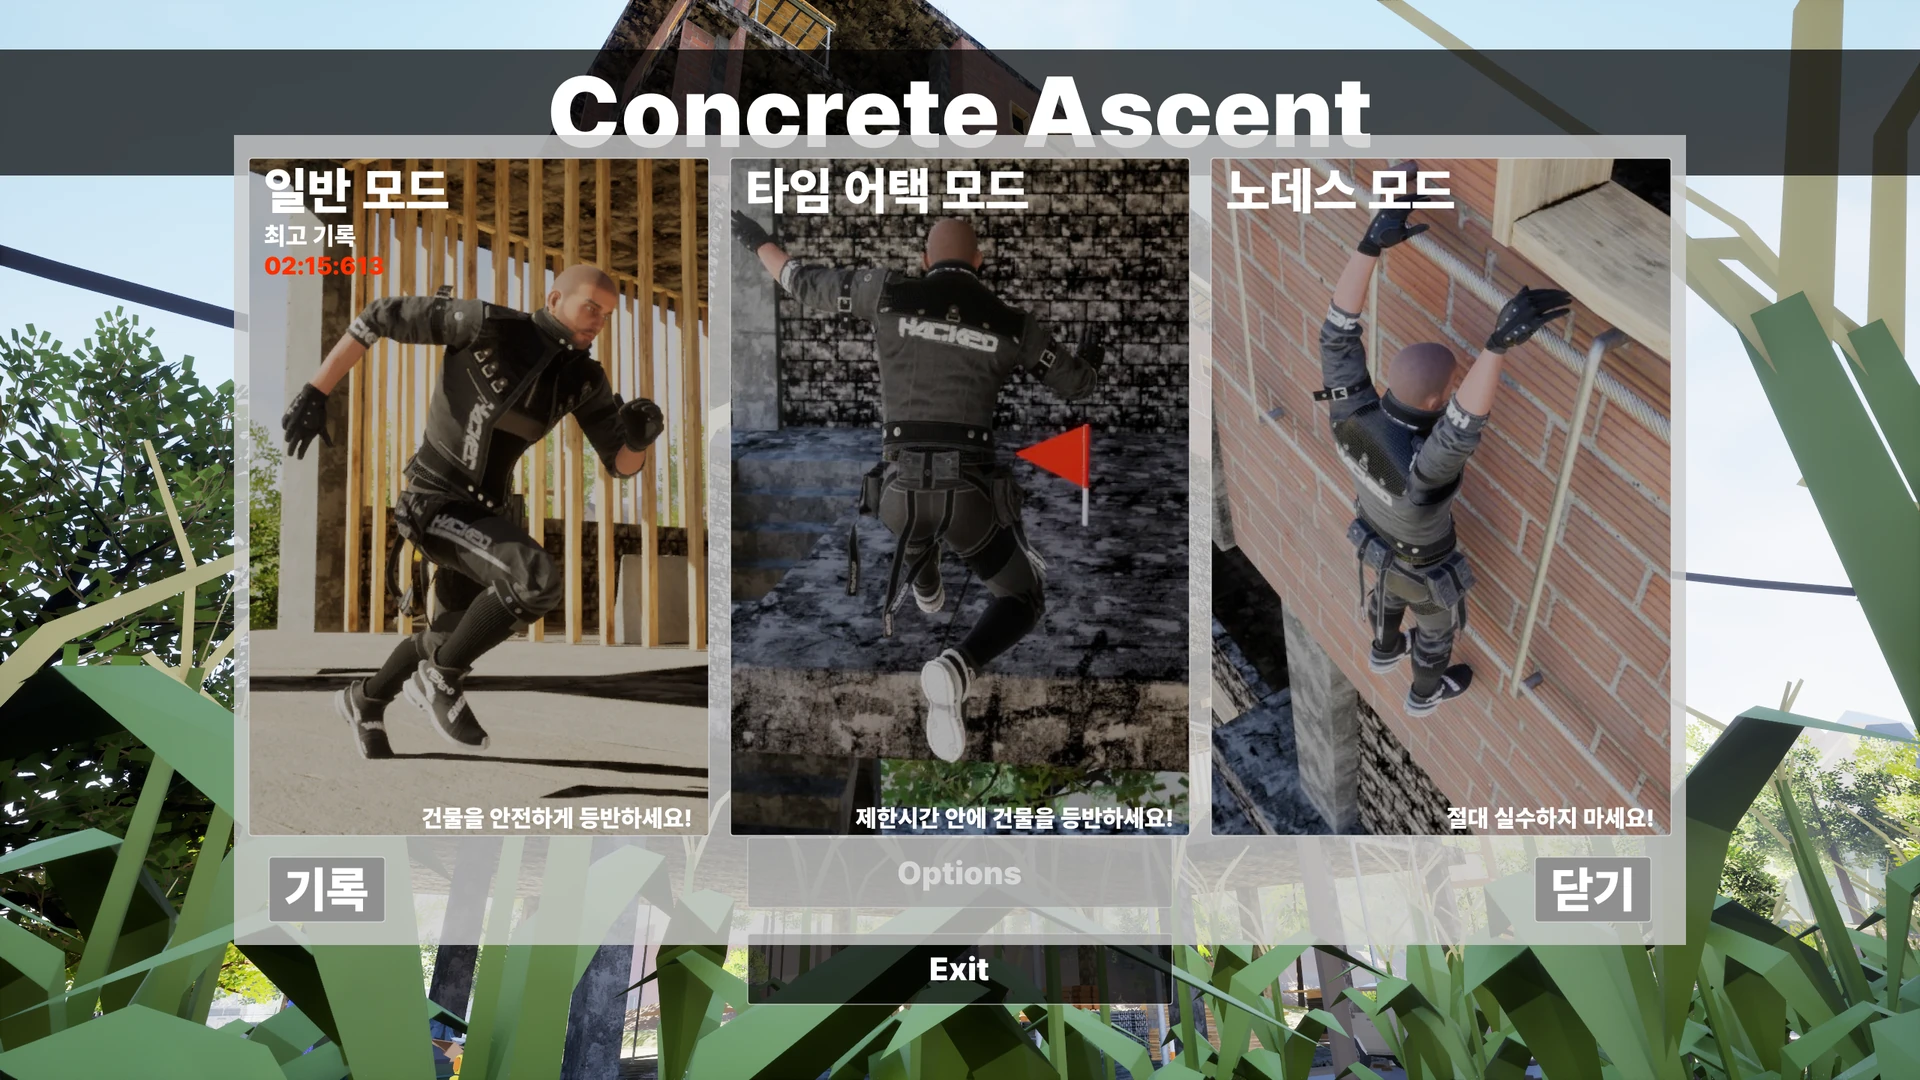 Concrete Ascent
일반 모드
최고 기록
02:15:613
건물을 안전하게 등반하세요!
타임 어택 모드
HACKED
제한시간 안에 건물을 등반하세요!
노데스 모드
절대 실수하지 마세요!
기록
Options
닫기
Exit